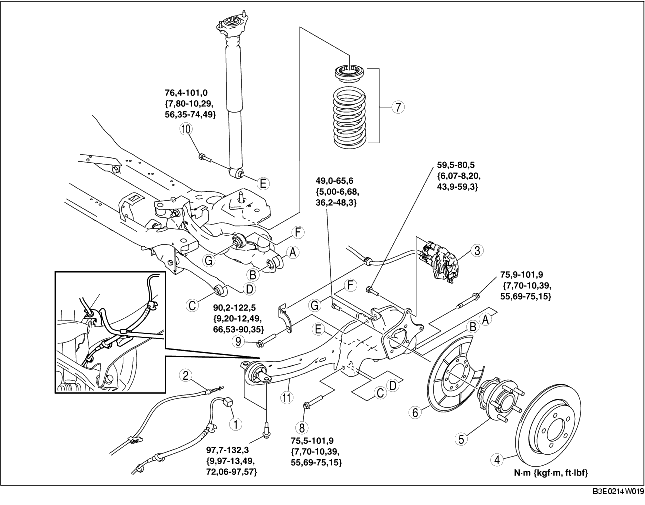 76,4-101,0
{7,80-10,29,
56,35-74,49}
10
E
7
49,0-65,6
{5,00-6,68,
36,2-48,3}
59,5-80,5
{6,07-8,20,
43,9-59,3}
F
G
A
B
D
C
3
F
G
75,9-101,9
{7,70-10,39,
55,69-75,15}
90,2-122,5
{9,20-12,49,
66,53-90,35}
9
E
B
A
2
11
D
C
1
8
6
5
4
97,7-132,3
{9,97-13,49,
72,06-97,57}
75,5-101,9
{7,70-10,39,
55,69-75,15}
N·m {kgf·m, ft·lbf}
B3E0214W019